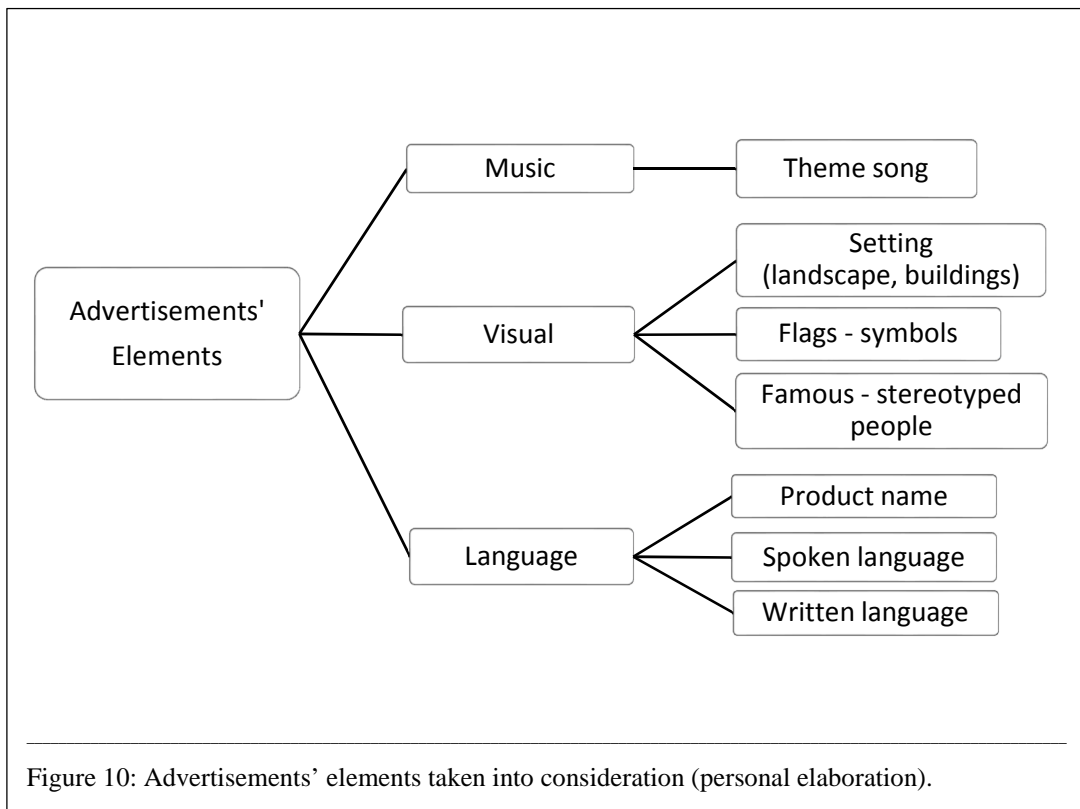 Advertisements'
Elements
Music
Theme song
Visual
Setting
(landscape, buildings)
Flags - symbols
Famous - stereotyped
people
Language
Product name
Spoken language
Written language
Figure 10: Advertisements’ elements taken into consideration (personal elaboration).